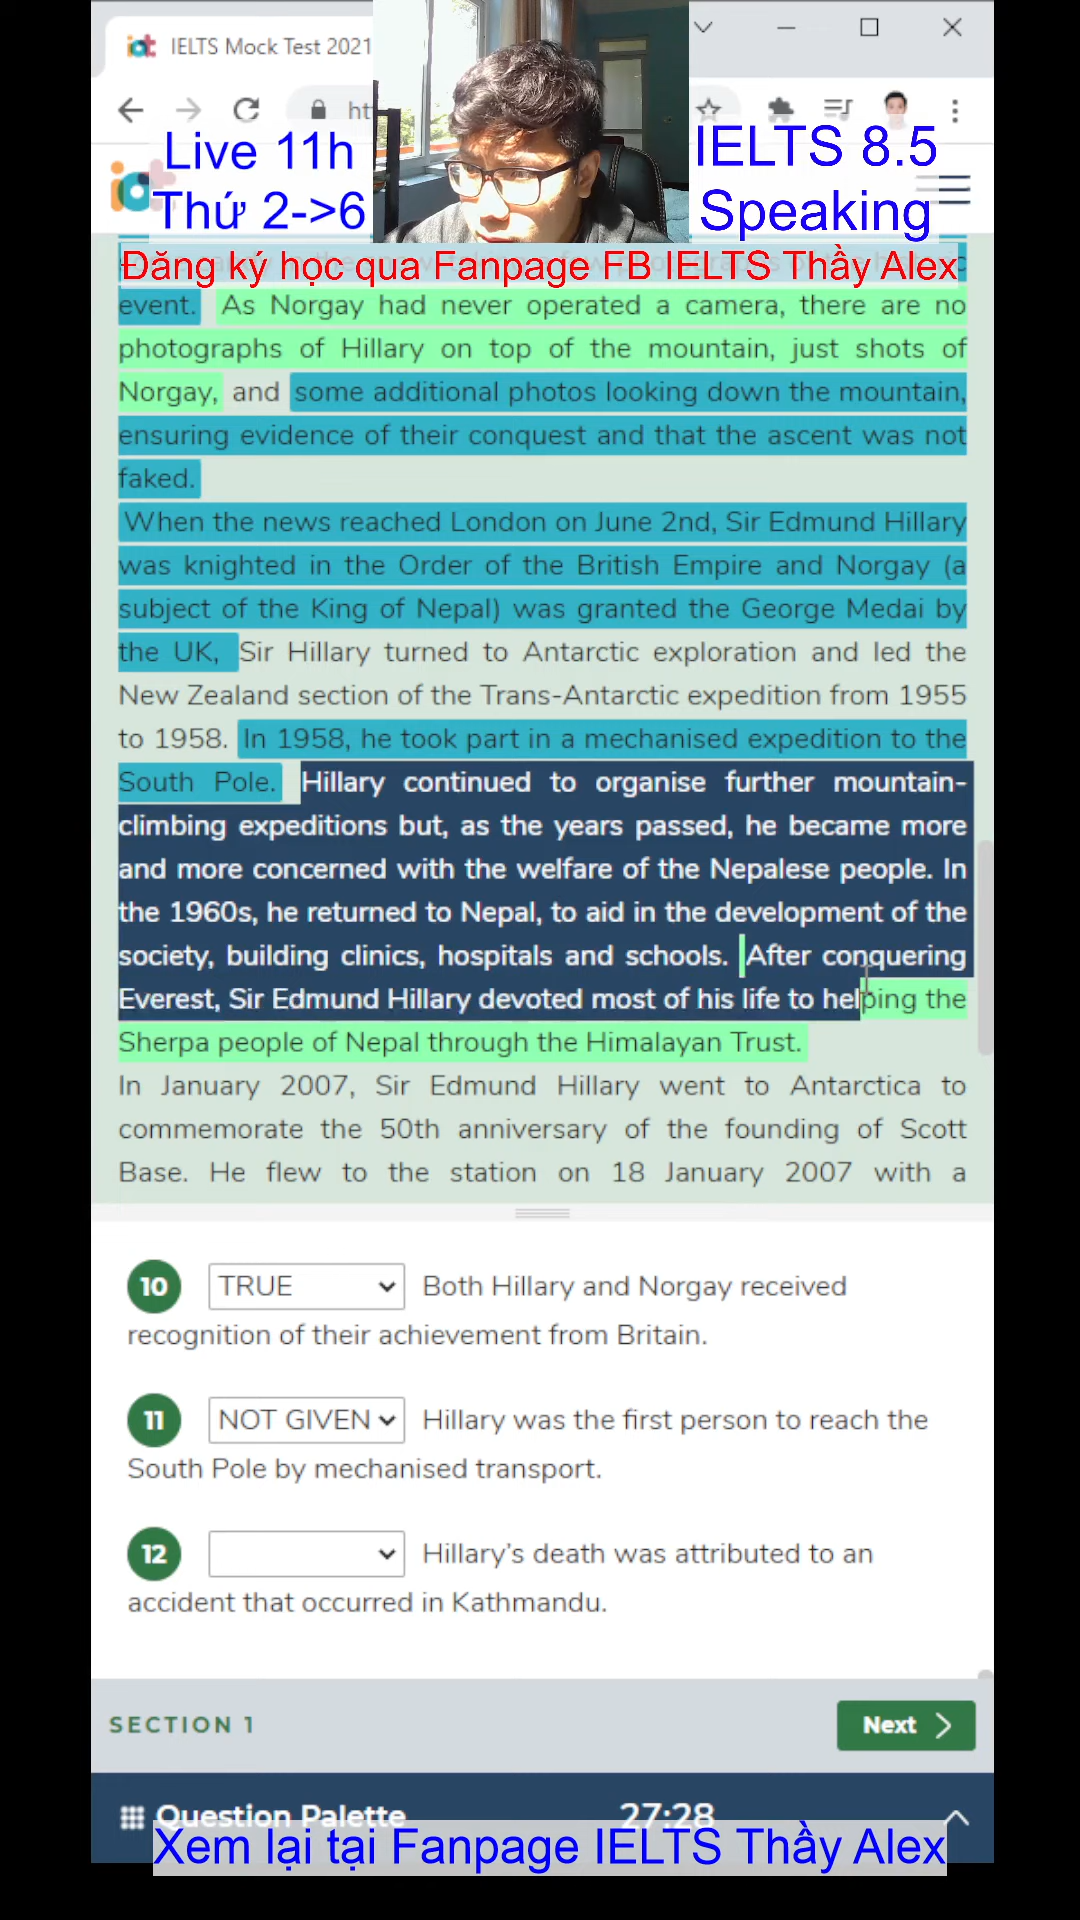 IELTS Mock Test 2021
Live 11h
Thứ 2->6
IELTS 8.5
Speaking
Đăng ký học qua Fanpage FB IELTS Thầy Alex
event. As Norgay had never operated a camera, there are no
photographs of Hillary on top of the mountain, just shots of
Norgay, and some additional photos looking down the mountain,
ensuring evidence of their conquest and that the ascent was not
faked.
When the news reached London on June 2nd, Sir Edmund Hillary
was knighted in the Order of the British Empire and Norgay (a
subject of the King of Nepal) was granted the George Medai by
the UK, Sir Hillary turned to Antarctic exploration and led the
New Zealand section of the Trans-Antarctic expedition from 1955
to 1958. In 1958, he took part in a mechanised expedition to the
South Pole. Hillary continued to organise further mountain-
climbing expeditions but, as the years passed, he became more
and more concerned with the welfare of the Nepalese people. In
the 1960s, he returned to Nepal, to aid in the development of the
society, building clinics, hospitals and schools. After conquering
Everest, Sir Edmund Hillary devoted most of his life to helping the
Sherpa people of Nepal through the Himalayan Trust.
In January 2007, Sir Edmund Hillary went to Antarctica to
commemorate the 50th anniversary of the founding of Scott
Base. He flew to the station on 18 January 2007 with a
10 TRUE Both Hillary and Norgay received
recognition of their achievement from Britain.
11 NOT GIVEN Hillary was the first person to reach the
South Pole by mechanised transport.
12 Hillary's death was attributed to an
accident that occurred in Kathmandu.
SECTION 1
Next
Question Palette 27:28
Xem lại tại Fanpage IELTS Thầy Alex